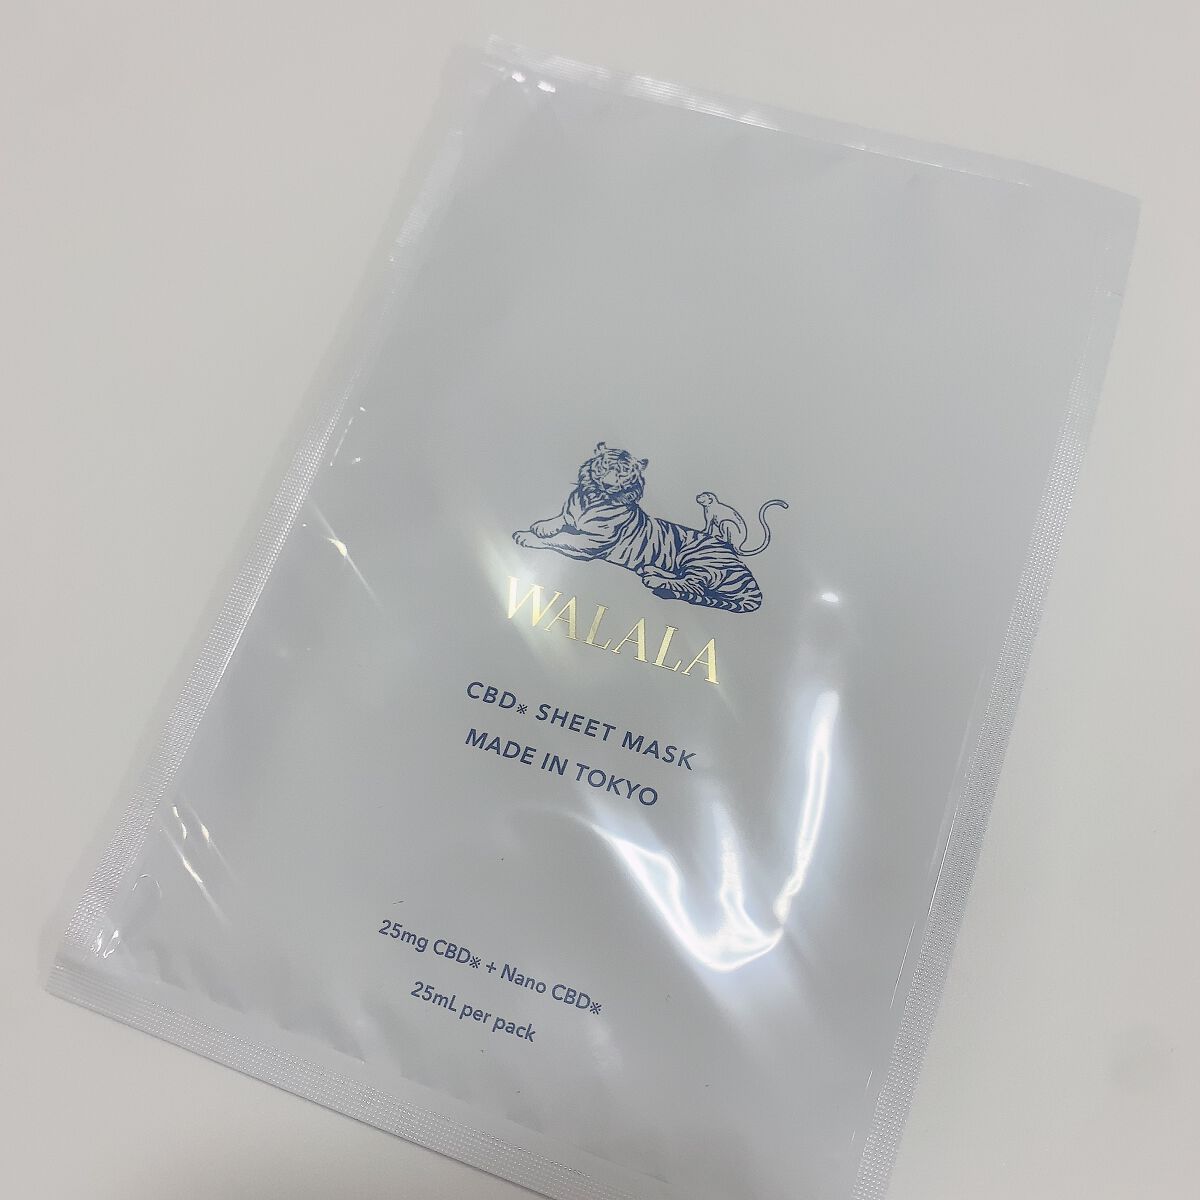 WALALA
CBD※ SHEET MASK
MADE IN TOKYO
25mg CBD※ + Nano CBD※
25mL per pack